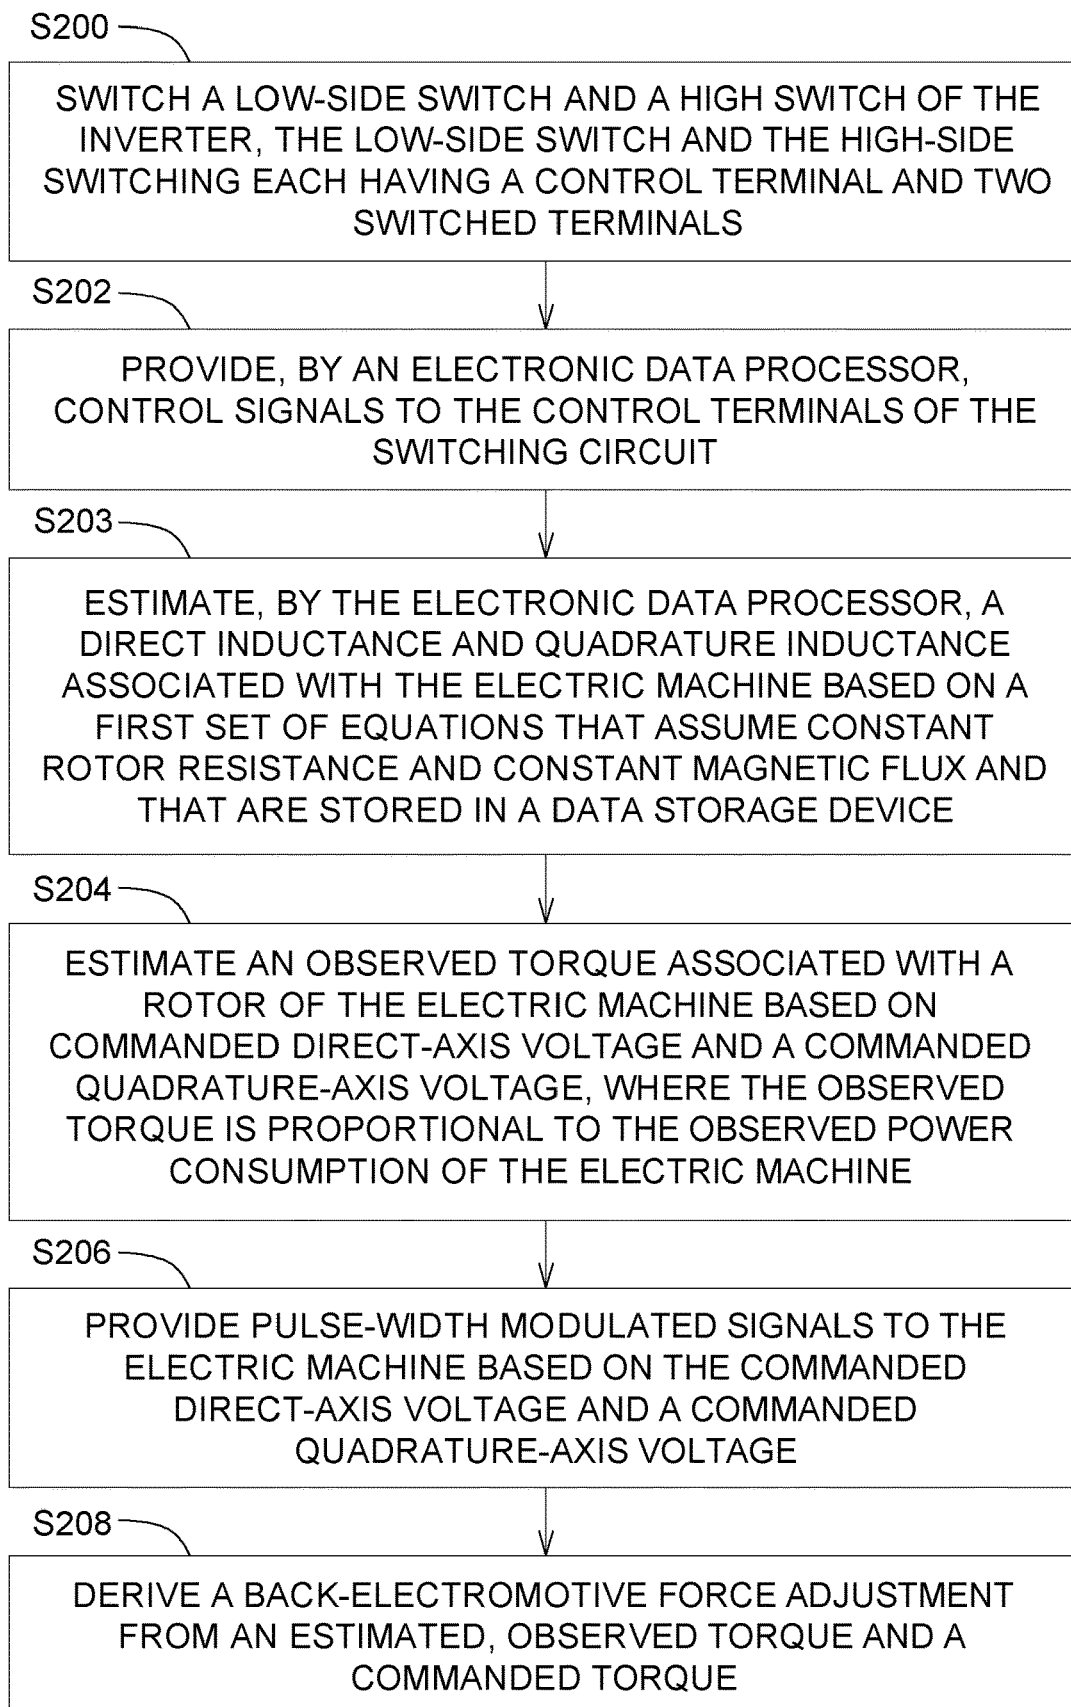 S200
SWITCH A LOW-SIDE SWITCH AND A HIGH SWITCH OF THE
INVERTER, THE LOW-SIDE SWITCH AND THE HIGH-SIDE
SWITCHING EACH HAVING A CONTROL TERMINAL AND TWO
SWITCHED TERMINALS
S202
PROVIDE, BY AN ELECTRONIC DATA PROCESSOR,
CONTROL SIGNALS TO THE CONTROL TERMINALS OF THE
SWITCHING CIRCUIT
S203
ESTIMATE, BY THE ELECTRONIC DATA PROCESSOR, A
DIRECT INDUCTANCE AND QUADRATURE INDUCTANCE
ASSOCIATED WITH THE ELECTRIC MACHINE BASED ON A
FIRST SET OF EQUATIONS THAT ASSUME CONSTANT
ROTOR RESISTANCE AND CONSTANT MAGNETIC FLUX AND
THAT ARE STORED IN A DATA STORAGE DEVICE
S204
ESTIMATE AN OBSERVED TORQUE ASSOCIATED WITH A
ROTOR OF THE ELECTRIC MACHINE BASED ON
COMMANDED DIRECT-AXIS VOLTAGE AND A COMMANDED
QUADRATURE-AXIS VOLTAGE, WHERE THE OBSERVED
TORQUE IS PROPORTIONAL TO THE OBSERVED POWER
CONSUMPTION OF THE ELECTRIC MACHINE
S206
PROVIDE PULSE-WIDTH MODULATED SIGNALS TO THE
ELECTRIC MACHINE BASED ON THE COMMANDED
DIRECT-AXIS VOLTAGE AND A COMMANDED
QUADRATURE-AXIS VOLTAGE
S208
DERIVE A BACK-ELECTROMOTIVE FORCE ADJUSTMENT
FROM AN ESTIMATED, OBSERVED TORQUE AND A
COMMANDED TORQUE